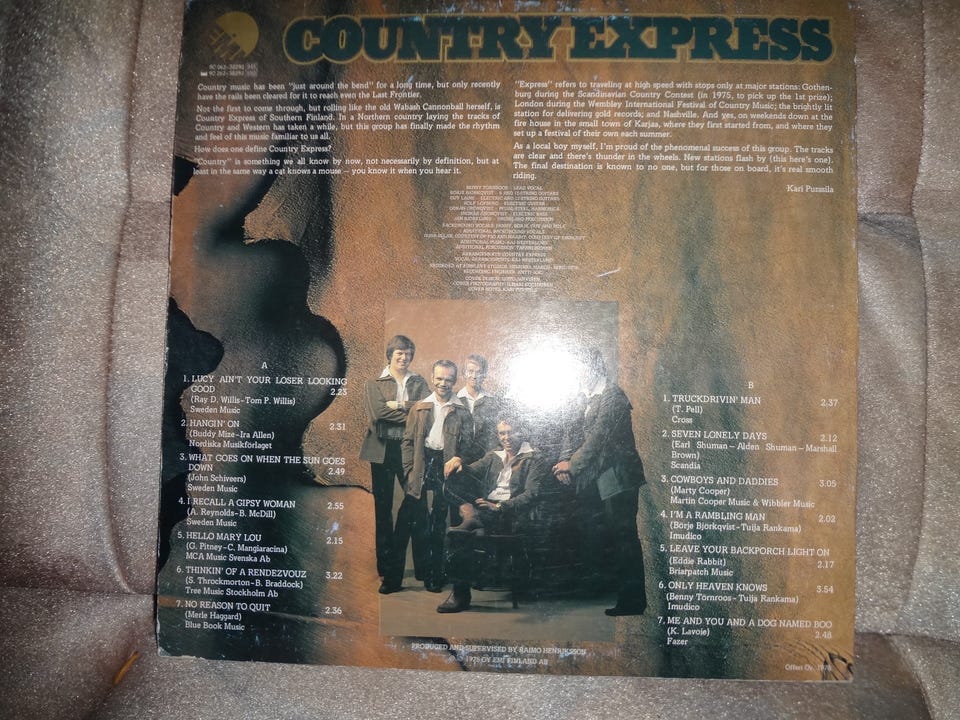 EMI
COUNTRY EXPRESS
Country music has been "just around the bend" for a long time, but only recently
have the rails been cleared for it to reach even the Last Frontier.
Not the first to come through, but rolling like the old Wabash Cannonball herself, is
Country Express of Southern Finland. In a Northern country laying the tracks of
Country and Western has taken a while, but this group has finally made the rhythm
and feel of this music familiar to us all.
How does one define Country Express?
"Country" is something we all know by now, not necessarily by definition, but at
least in the same way a cat knows a mouse – you know it when you hear it.
"Express" refers to traveling at high speed with stops only at major stations: Gothen-
burg during the Scandinavian Country Contest (in 1975, to pick up the 1st prize);
London during the Wembley International Festival of Country Music; the brightly lit
station for delivering gold records; and Nashville. And yes, on weekends down at the
fire house in the small town of Karjaa, where they first started from, and where they
set up a festival of their own each summer.
As a local boy myself, I'm proud of the phenomenal success of this group. The tracks
are clear and there's thunder in the wheels. New stations flash by (this here's one).
The final destination is known to no one, but for those on board, it's real smooth
riding.
Kari Pursiila
A
1. LUCY AIN'T YOUR LOSER LOOKING
GOOD 2.23
(Ray D. Willis-Tom P. Willis)
Sweden Music
2. HANGIN' ON 2.31
(Buddy Mize-Ira Allen)
Nordiska Musikförlaget
3. WHAT GOES ON WHEN THE SUN GOES
DOWN 2.49
(John Schiveers)
Sweden Music
4. I RECALL A GIPSY WOMAN 2.55
(A. Reynolds-B. McDill)
Sweden Music
5. HELLO MARY LOU 2.15
(G. Pitney-C. Mangiaracina)
MCA Music Svenska Ab
6. THINKIN' OF A RENDEZVOUZ 3.22
(S. Throckmorton-B. Braddock)
Tree Music Stockholm Ab
7. NO REASON TO QUIT 2.36
(Merle Haggard)
Blue Book Music
B
1. TRUCKDRIVIN' MAN 2.37
(T. Pell)
Cross
2. SEVEN LONELY DAYS 2.12
(Earl Shuman – Alden Shuman – Marshall
Brown)
Scandia
3. COWBOYS AND DADDIES 3.05
(Marty Cooper)
Martin Cooper Music & Wibbler Music
4. I'M A RAMBLING MAN 2.02
(Börje Björkqvist-Tuija Rankama)
Imudico
5. LEAVE YOUR BACKPORCH LIGHT ON
2.17
(Eddie Rabbit)
Briarpatch Music
6. ONLY HEAVEN KNOWS 3.54
(Benny Törnroos-Tuija Rankama)
Imudico
7. ME AND YOU AND A DOG NAMED BOO
2.48
(K. Lavoie)
Fazer
PRODUCED AND SUPERVISED BY RAIMO HENRIKSSON
1976 OY EMI FINLAND AB
Offset Oy